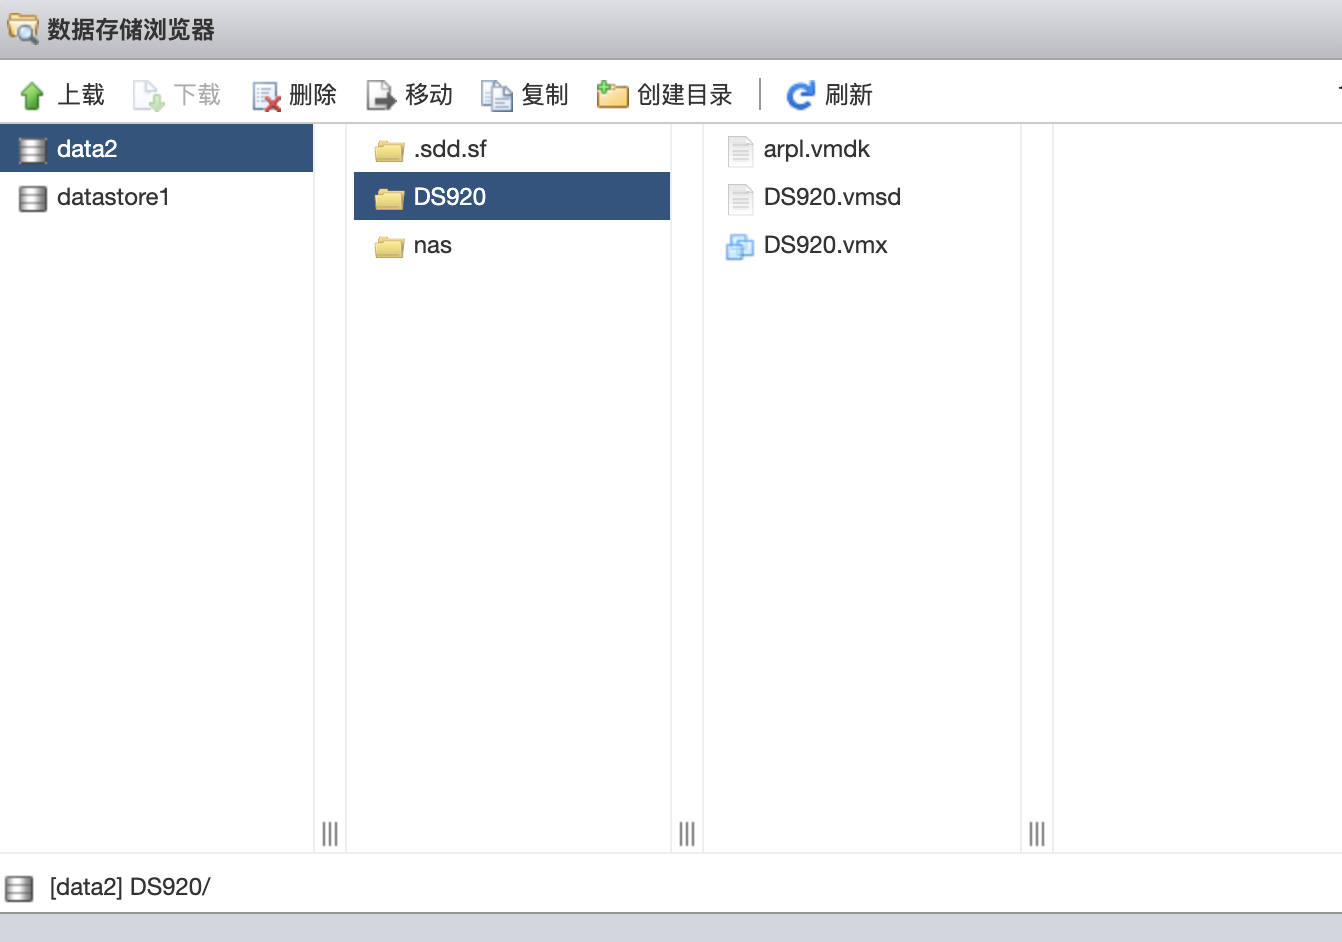 数据存储浏览器
上载 下载 删除 移动 复制 创建目录 刷新
data2
datastore1
.sdd.sf
DS920
nas
arpl.vmdk
DS920.vmsd
DS920.vmx
[data2] DS920/